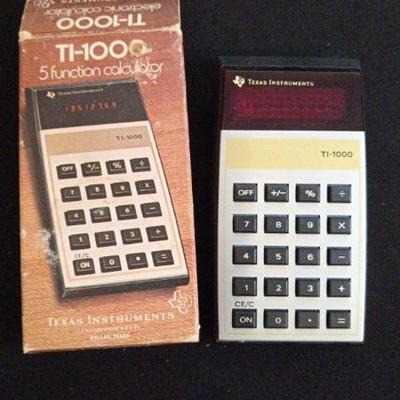 electronic calculator
TI-1000
TI-1000
5 function calculator
TEXAS INSTRUMENTS
TI-1000
OFF +/− % ÷
7 8 9 X
4 5 6 −
1 2 3 +
CE/C
ON 0 • =
TEXAS INSTRUMENTS
INCORPORATED
DALLAS, TEXAS
TEXAS INSTRUMENTS
TI-1000
OFF +/− % ÷
7 8 9 X
4 5 6 −
1 2 3 +
CE/C
ON 0 • =